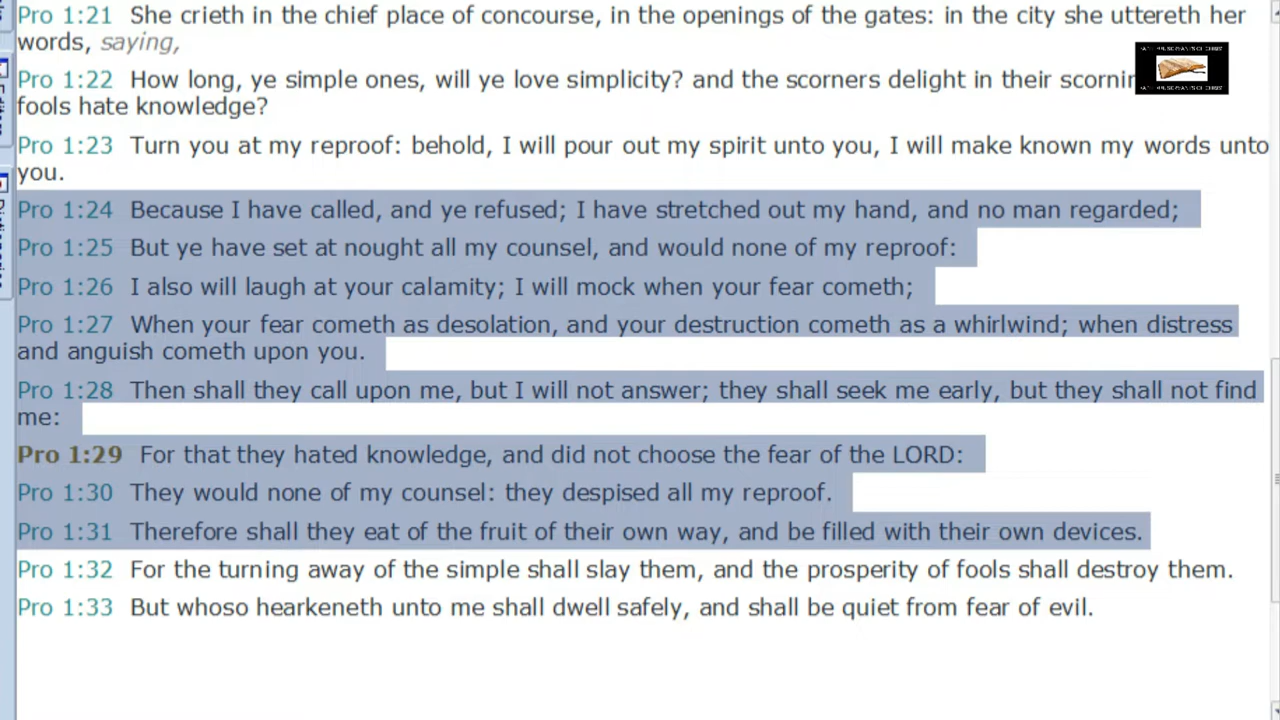 Pro 1:21 She crieth in the chief place of concourse, in the openings of the gates: in the city she uttereth her
words, saying,
Pro 1:22 How long, ye simple ones, will ye love simplicity? and the scorners delight in their
fools hate knowledge?
Pro 1:23 Turn you at my reproof: behold, I will pour out my spirit unto you, I will make known my words unto
you.
Pro 1:24 Because I have called, and ye refused; I have stretched out my hand, and no man regarded;
Pro 1:25 But ye have set at nought all my counsel, and would none of my reproof:
Pro 1:26 I also will laugh at your calamity; I will mock when your fear cometh;
Pro 1:27 When your fear cometh as desolation, and your destruction cometh as a whirlwind; when distress
and anguish cometh upon you.
Pro 1:28 Then shall they call upon me, but I will not answer; they shall seek me early, but they shall not find
me:
Pro 1:29 For that they hated knowledge, and did not choose the fear of the LORD:
Pro 1:30 They would none of my counsel: they despised all my reproof.
Pro 1:31 Therefore shall they eat of the fruit of their own way, and be filled with their own devices.
Pro 1:32 For the turning away of the simple shall slay them, and the prosperity of fools shall destroy them.
Pro 1:33 But whoso hearkeneth unto me shall dwell safely, and shall be quiet from fear of evil.